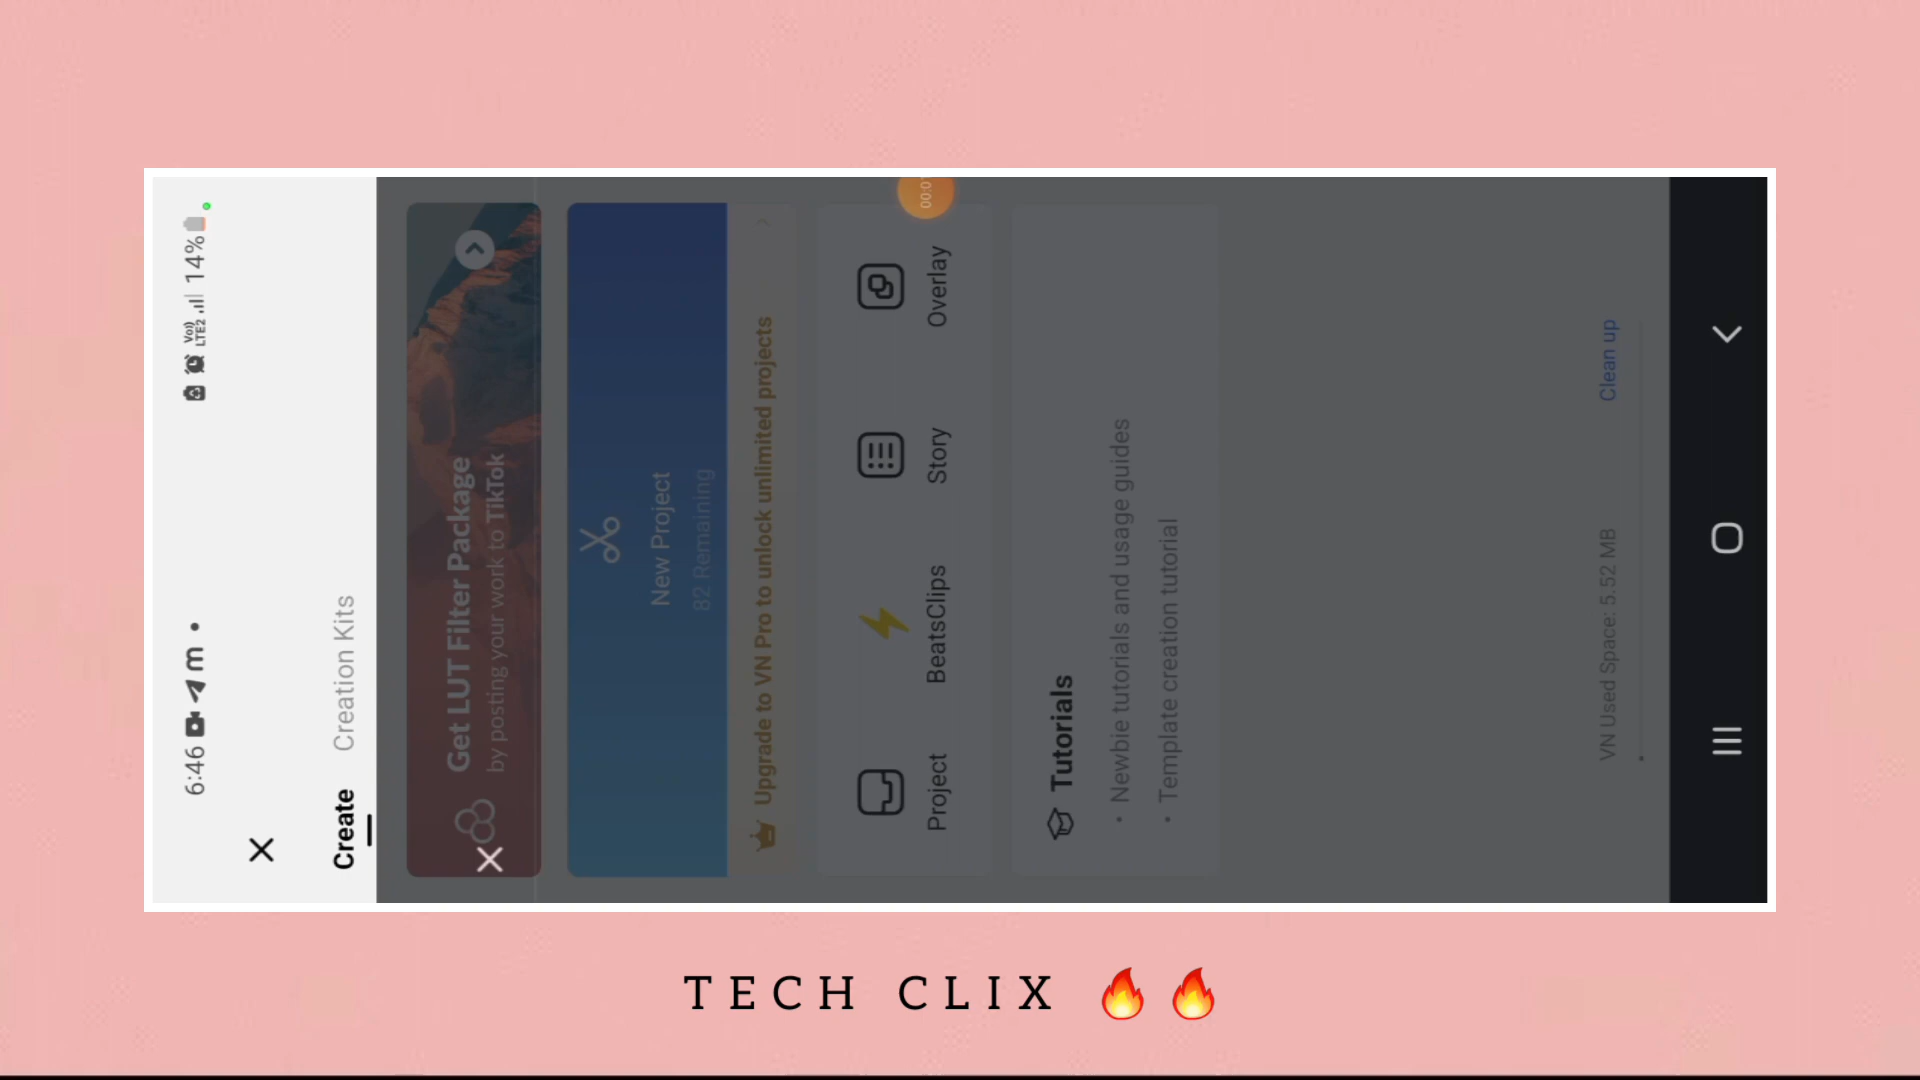 6:46 m •
Vo))
LTE2
14%
Create
Creation Kits
Get LUT Filter Package
by posting your work to TikTok
New Project
82 Remaining
Upgrade to VN Pro to unlock unlimited projects
Project
BeatsClips
Story
Overlay
Tutorials
• Newbie tutorials and usage guides
• Template creation tutorial
VN Used Space: 5.52 MB
Clean up
TECH CLIX 🔥🔥